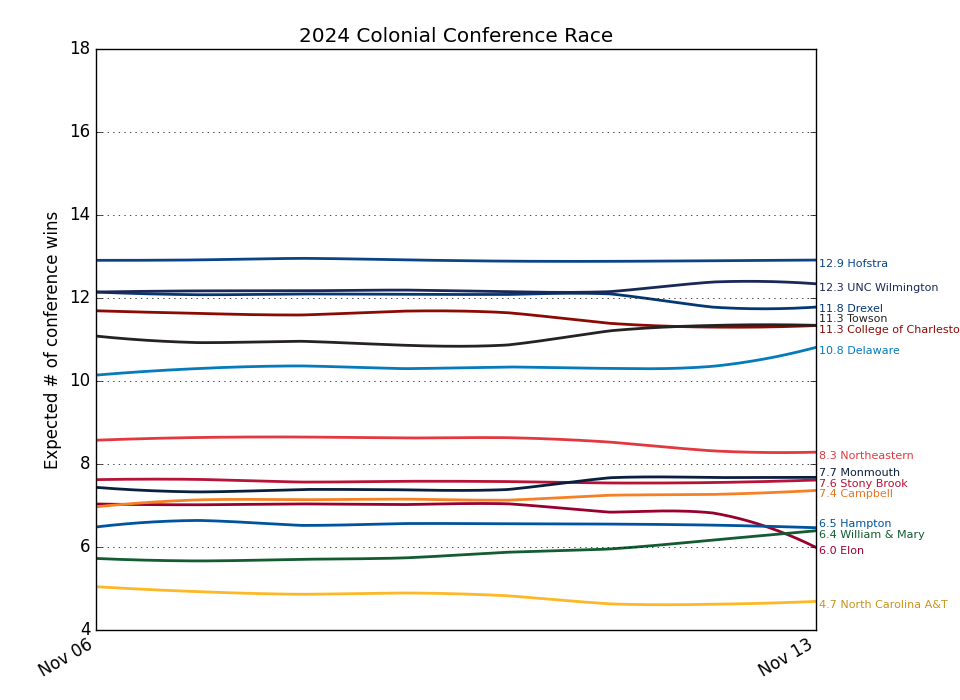 2024 Colonial Conference Race
Expected # of conference wins
18
16
14
12
10
8
6
4
Nov 06
Nov 13
12.9 Hofstra
12.3 UNC Wilmington
11.8 Drexel
11.3 Towson
11.3 College of Charlesto
10.8 Delaware
8.3 Northeastern
7.7 Monmouth
7.6 Stony Brook
7.4 Campbell
6.5 Hampton
6.4 William & Mary
6.0 Elon
4.7 North Carolina A&T